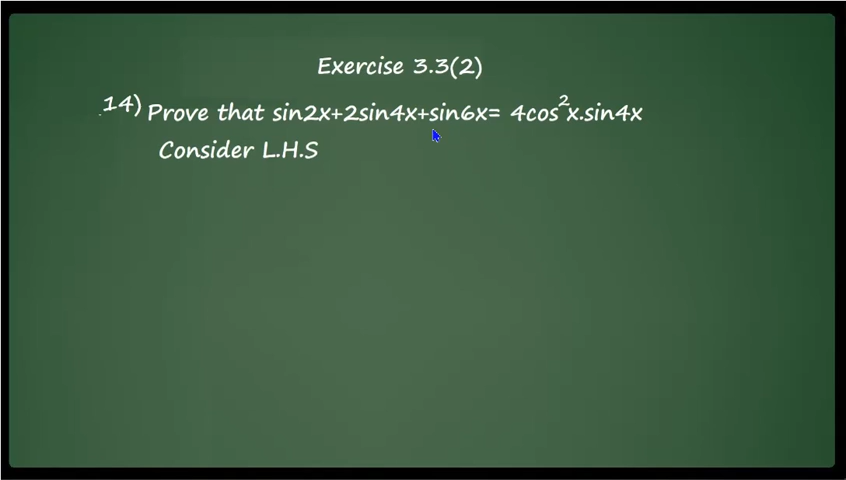 Exercise 3.3(2)
14) Prove that sin2x+2sin4x+sin6x= 4cos²x.sin4x
Consider L.H.S